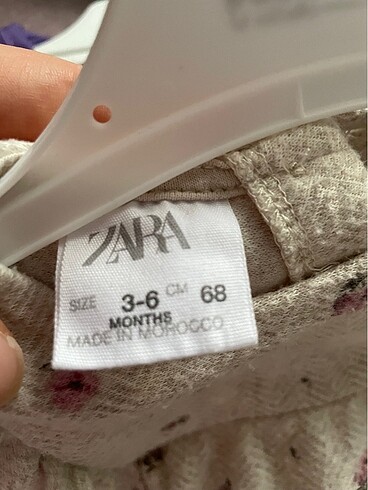 ZARA
SIZE 3-6 CM 68
MONTHS
MADE IN MOROCCO